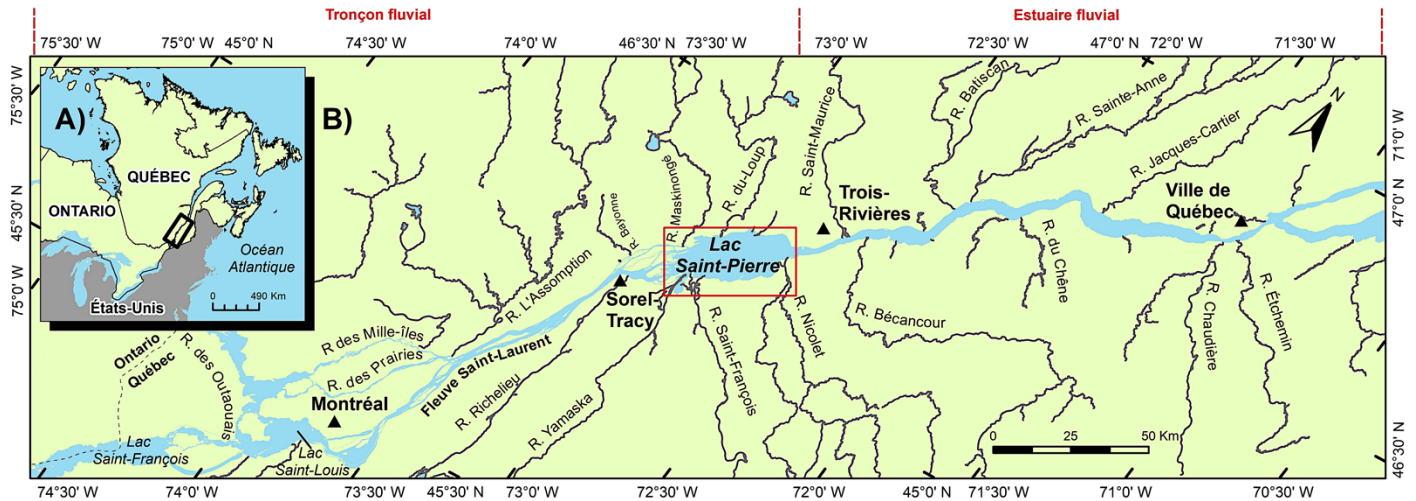 Tronçon fluvial
Estuaire fluvial
75°30' W
75°0' W
45°0' N
74°30' W
74°0' W
46°30' N
73°30' W
73°0' W
72°30' W
47°0' N
72°0' W
71°30' W
75°30' W
45°30' N
75°0' W
A)
QUÉBEC
ONTARIO
Océan
Atlantique
États-Unis
0
490 Km
B)
N
R. Bayonne
R. Maskinongé
R. du-Loup
R. Saint-Maurice
R. Batiscan
R. Sainte-Anne
R. Jacques-Cartier
Trois-
Rivières
Ville de
Québec
71°0 W
47°0 N
Lac
Saint-Pierre
Sorel-
Tracy
R. L'Assomption
R des Mille-îles
R. des Prairies
Fleuve Saint-Laurent
Ontario
Québec
R. des Outaouais
Montréal
R. Richelieu
R. Yamaska
R. Saint-François
R. Nicolet
R. Bécancour
R. du Chêne
R. Chaudière
R. Etchemin
Lac
Saint-François
Lac
Saint-Louis
0
25
50 Km
46°30' N
74°30' W
74°0' W
73°30' W
45°30' N
73°0' W
72°30' W
72°0' W
45°0' N
71°30' W
71°0' W
70°30' W